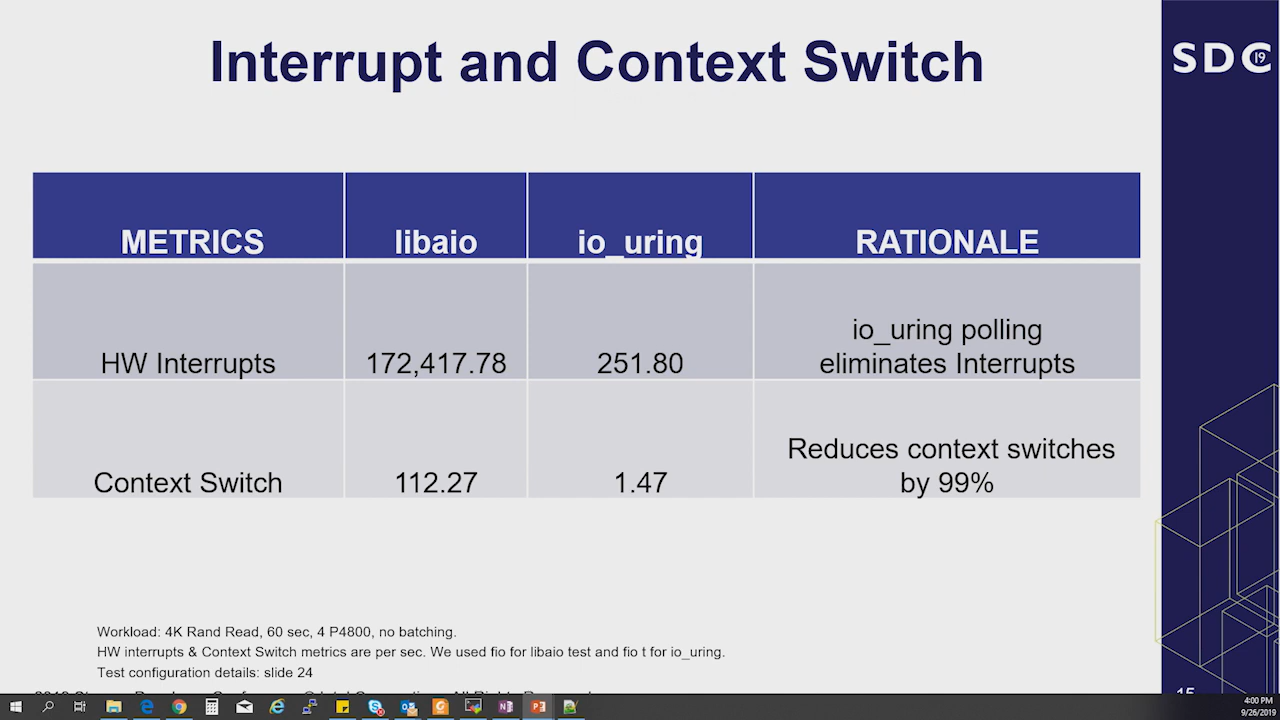 Interrupt and Context Switch
SDC 19
METRICS libaio io_uring RATIONALE
io_uring polling
HW Interrupts 172,417.78 251.80 eliminates Interrupts
Reduces context switches
Context Switch 112.27 1.47 by 99%
Workload: 4K Rand Read, 60 sec, 4 P4800, no batching.
HW interrupts & Context Switch metrics are per sec. We used fio for libaio test and fio t for io_uring.
Test configuration details: slide 24
15
4:00 PM
9/26/2019